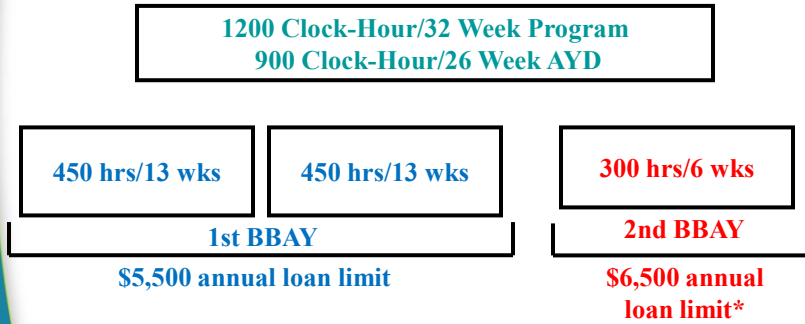 1200 Clock-Hour/32 Week Program
900 Clock-Hour/26 Week AYD
450 hrs/13 wks
450 hrs/13 wks
300 hrs/6 wks
1st BBAY
2nd BBAY
$5,500 annual loan limit
$6,500 annual
loan limit*